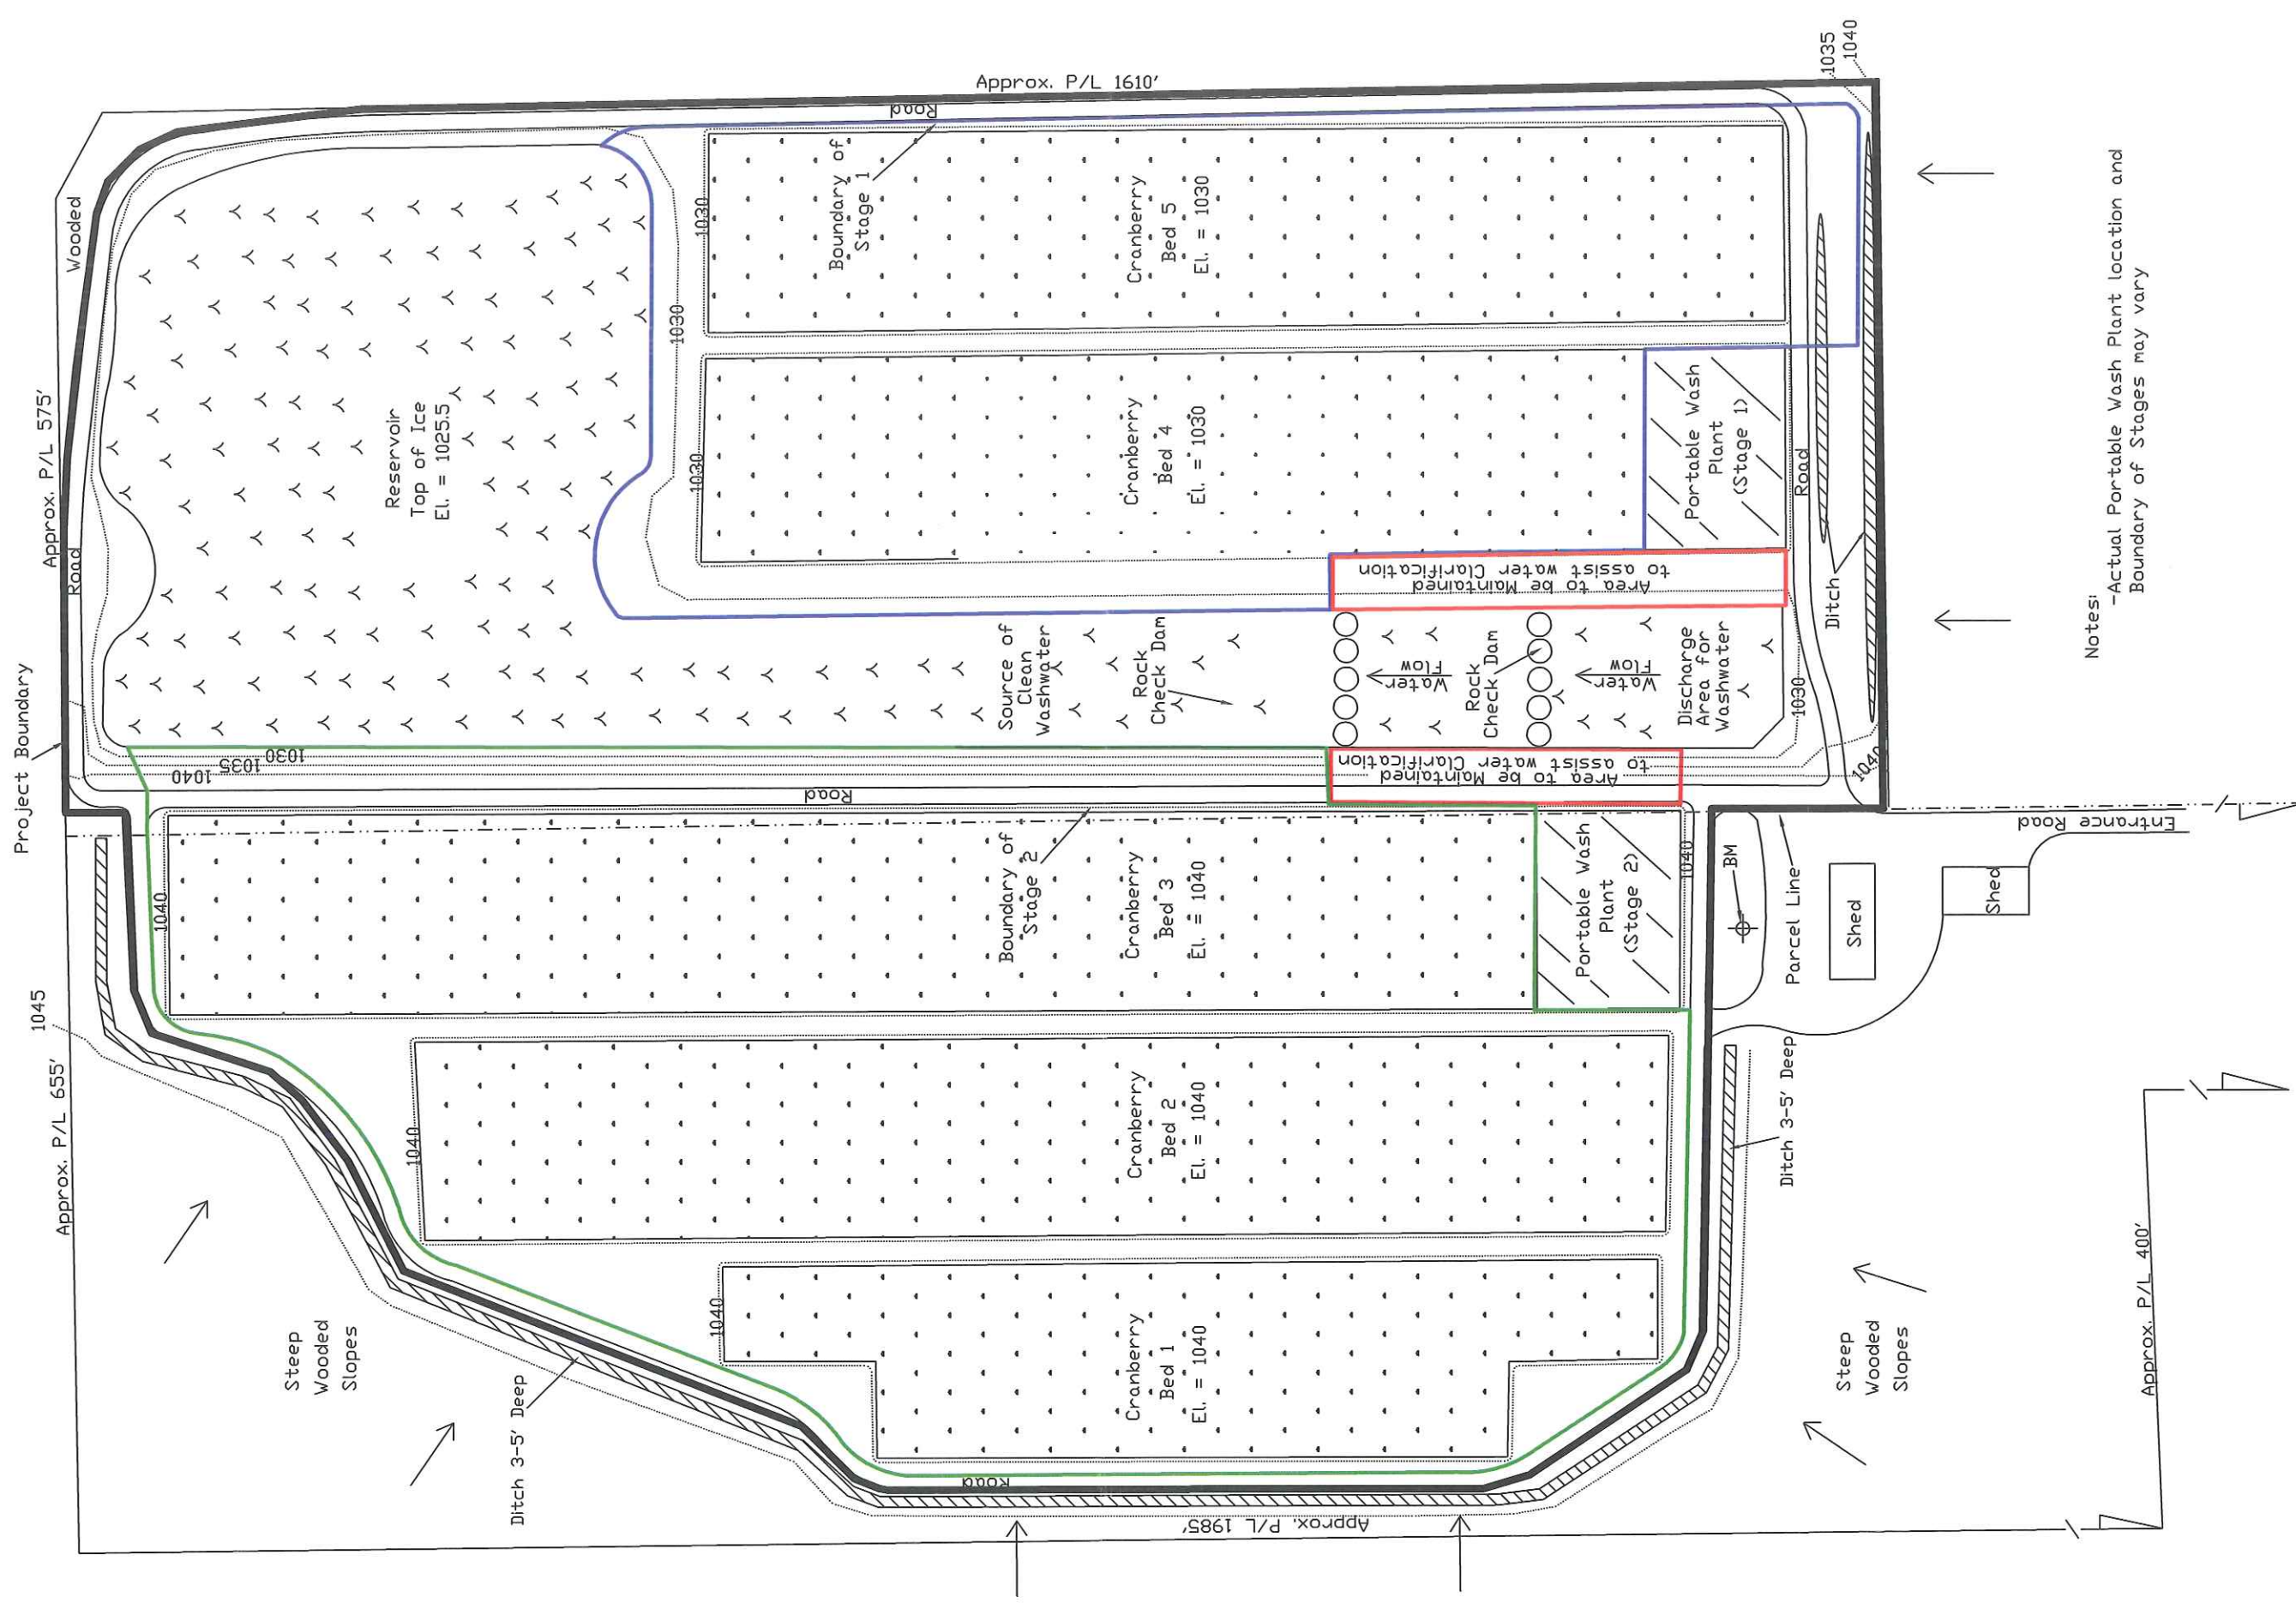 Approx. P/L 1610'
1035
1040
Road
Wooded
Boundary of
Stage 1
1030
Cranberry
Bed 5
El. = 1030
1030
Approx. P/L 575'
Reservoir
Top of Ice
El. = 1025.5
1030
Cranberry
Bed 4
El. = 1030
Portable Wash
Plant
(Stage 1)
Road
Road
Area to be Maintained
to assist water Clarification
Ditch
Notes:
-Actual Portable Wash Plant location and
Boundary of Stages may vary
Project Boundary
Source of
Clean
Washwater
Rock
Check Dam
Water
Flow
Rock
Check Dam
Water
Flow
Discharge
Area for
Washwater
1030
1030
1035
1040
Area to be Maintained
to assist water Clarification
1040
Road
Entrance Road
1040
Boundary of
Stage 2
Cranberry
Bed 3
El. = 1040
Portable Wash
Plant
(Stage 2)
1040
BM
Parcel Line
Shed
Shed
1045
Approx. P/L 655'
1040
Cranberry
Bed 2
El. = 1040
Ditch 3-5' Deep
1040
Cranberry
Bed 1
El. = 1040
Steep
Wooded
Slopes
Steep
Wooded
Slopes
Approx. P/L 400'
Ditch 3-5' Deep
Road
Approx. P/L 1985'